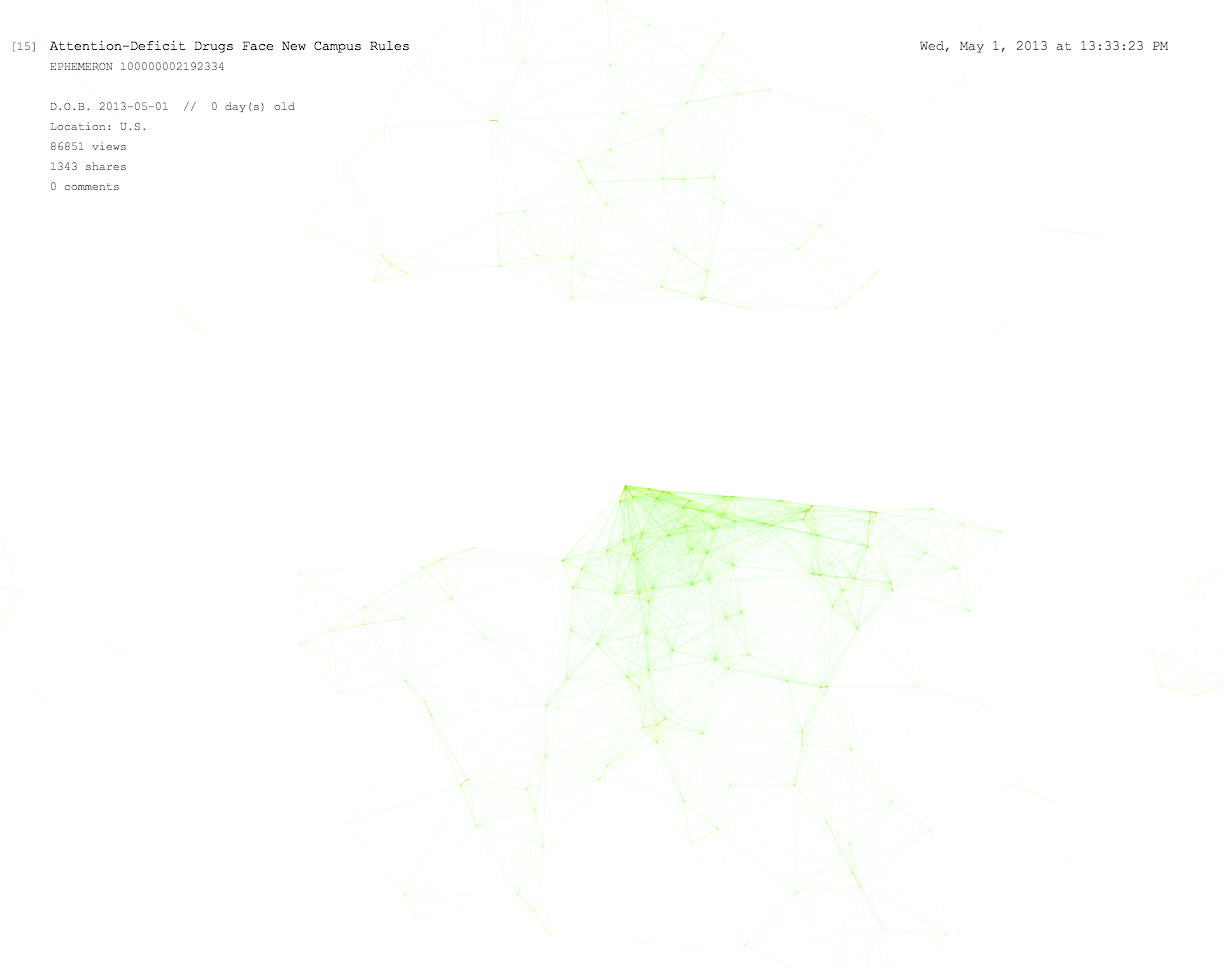 [15] Attention-Deficit Drugs Face New Campus Rules Wed, May 1, 2013 at 13:33:23 PM
EPHEMERON 100000002192334
D.O.B. 2013-05-01 // 0 day(s) old
Location: U.S.
86851 views
1343 shares
0 comments